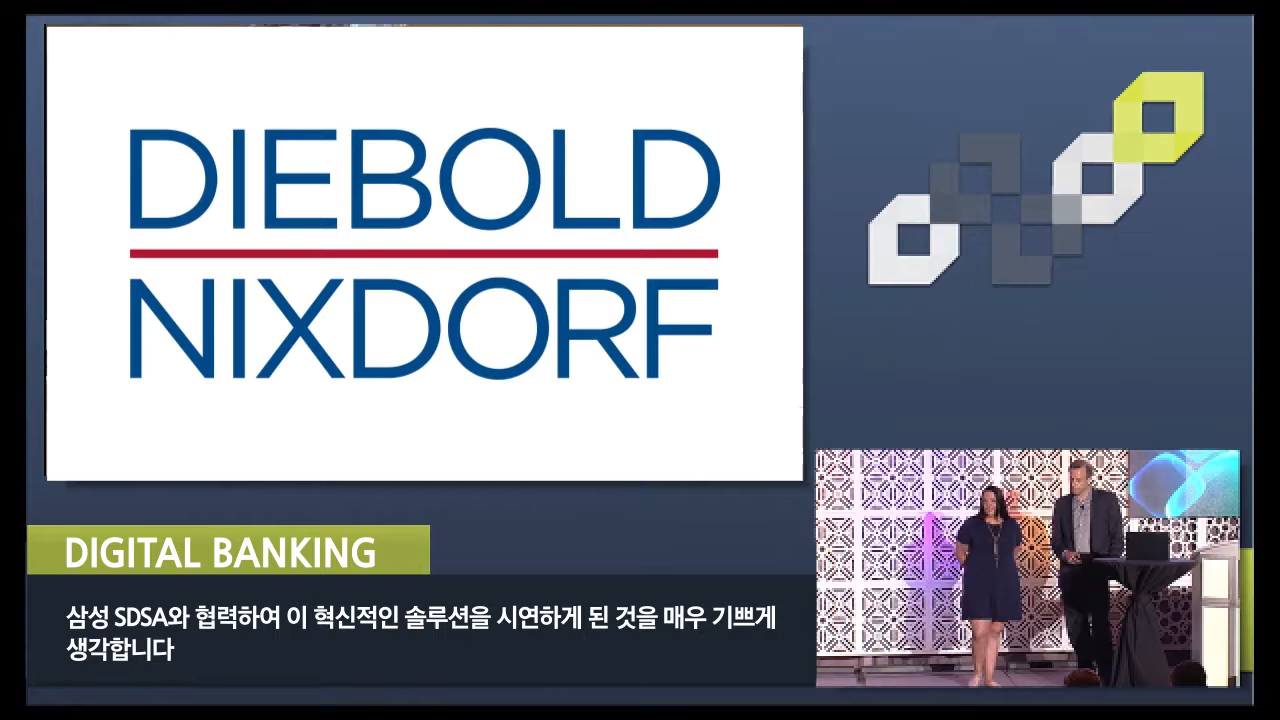 DIEBOLD
NIXDORF
DIGITAL BANKING
삼성 SDSA와 협력하여 이 혁신적인 솔루션을 시연하게 된 것을 매우 기쁘게
생각합니다